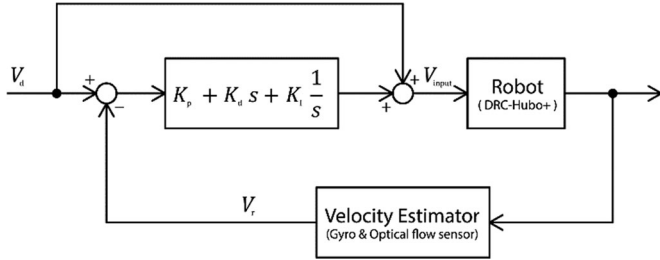 V_d
+
−
K_p + K_d s + K_I 1/s
+
+
V_input
Robot
(DRC-Hubo+)
V_r
Velocity Estimator
(Gyro & Optical flow sensor)